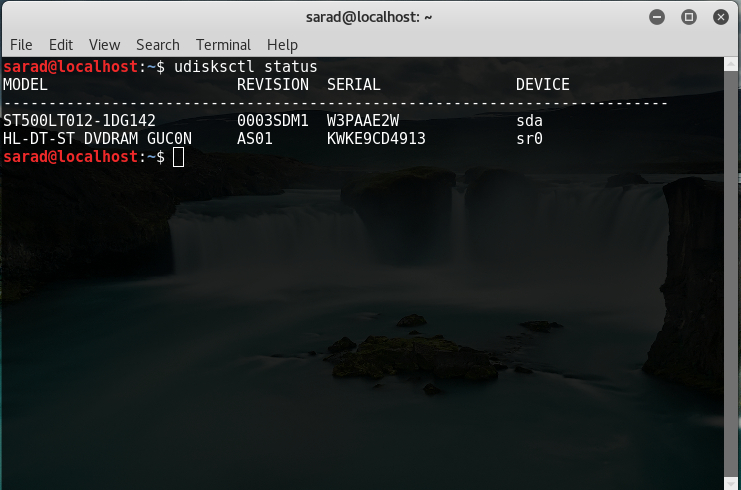 sarad@localhost: ~
File Edit View Search Terminal Help
sarad@localhost:~$ udisksctl status
MODEL                     REVISION  SERIAL               DEVICE
--------------------------------------------------------------------------
ST500LT012-1DG142         0003SDM1  W3PAAE2W             sda
HL-DT-ST DVDRAM GUC0N     AS01      KWKE9CD4913          sr0
sarad@localhost:~$